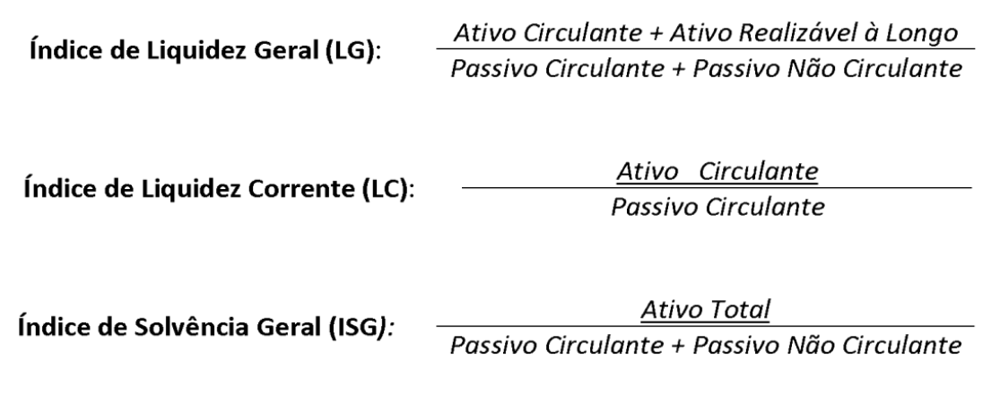 Índice de Liquidez Geral (LG):
Ativo Circulante + Ativo Realizável à Longo
Passivo Circulante + Passivo Não Circulante
Índice de Liquidez Corrente (LC):
Ativo Circulante
Passivo Circulante
Índice de Solvência Geral (ISG):
Ativo Total
Passivo Circulante + Passivo Não Circulante